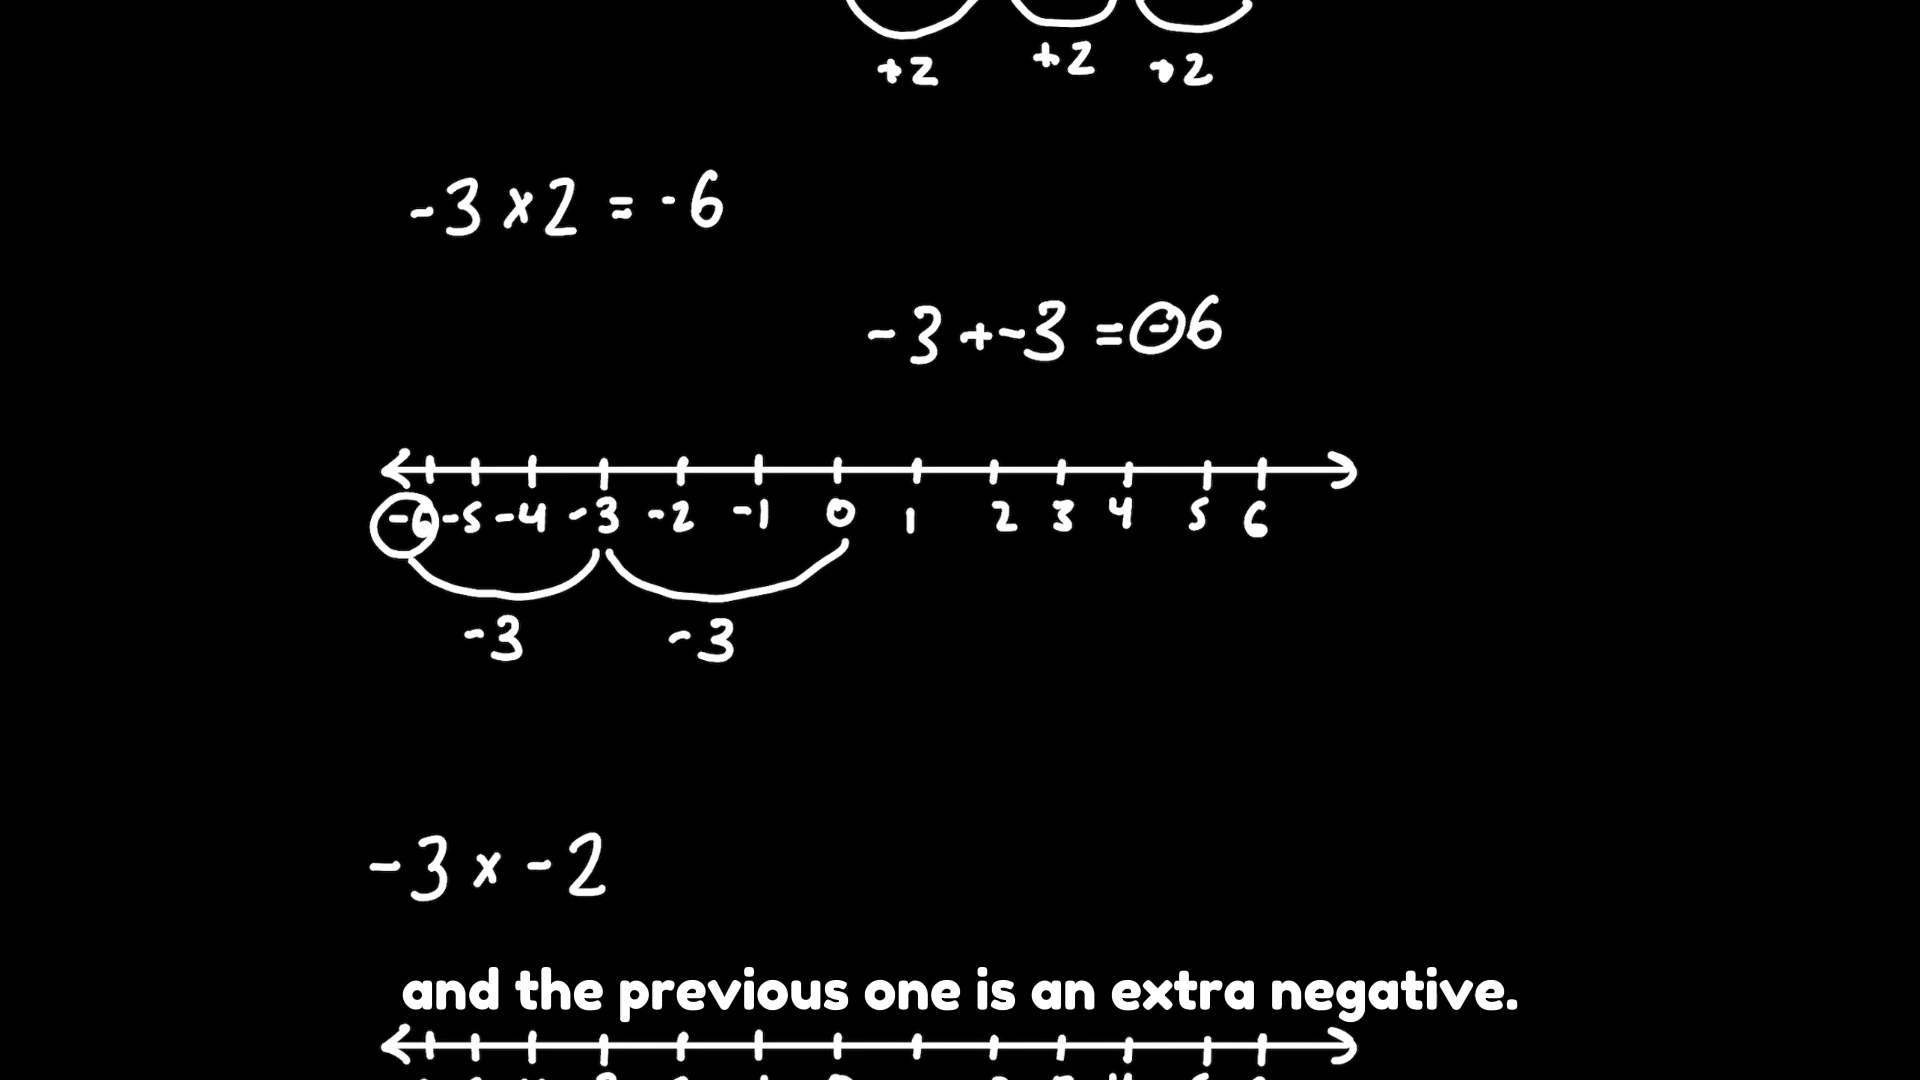 +2 +2 +2
-3 x 2 = -6
-3 + -3 = -6
-6 -5 -4 -3 -2 -1 0 1 2 3 4 5 6
-3 -3
-3 x -2
and the previous one is an extra negative.